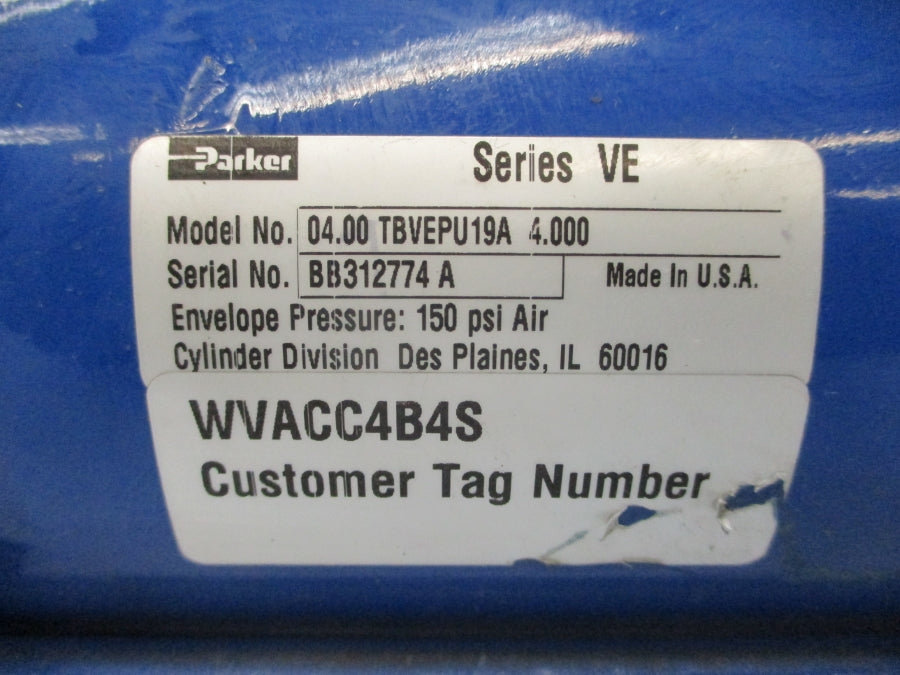 Parker Series VE
Model No. 04.00 TBVEPU19A 4.000
Serial No. BB312774 A Made In U.S.A.
Envelope Pressure: 150 psi Air
Cylinder Division Des Plaines, IL 60016
WVACC4B4S
Customer Tag Number